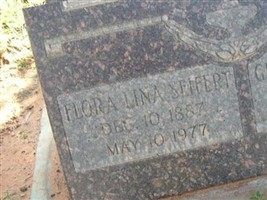 FLORA LINA SEIFERT
DEC. 10, 1887
MAY 10, 1977